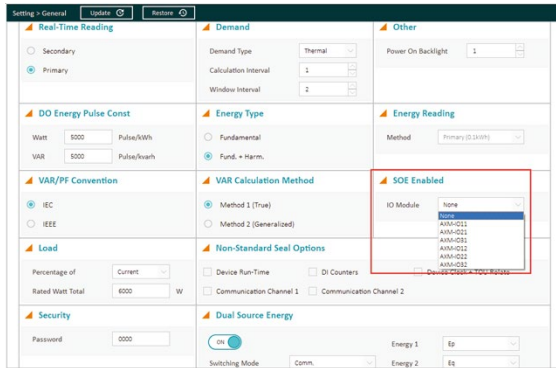 Setting > General Update Restore
Real-Time Reading
Secondary
Primary
Demand
Demand Type Thermal
Calculation Interval 1
Window Interval 2
Other
Power On Backlight 1
DO Energy Pulse Const
Watt 5000 Pulse/kWh
VAR 5000 Pulse/kvarh
Energy Type
Fundamental
Fund. + Harm.
Energy Reading
Method Primary (0.1kWh)
VAR/PF Convention
IEC
IEEE
VAR Calculation Method
Method 1 (True)
Method 2 (Generalized)
SOE Enabled
IO Module None
None
AXM-IO11
AXM-IO21
AXM-IO31
AXM-IO12
AXM-IO22
AXM-IO32
Load
Percentage of Current
Rated Watt Total 6000 W
Non-Standard Seal Options
Device Run-Time DI Counters Device Clock + TOU Relate
Communication Channel 1 Communication Channel 2
Security
Password 0000
Dual Source Energy
ON
Energy 1 Ep
Switching Mode Comm. Energy 2 Eq